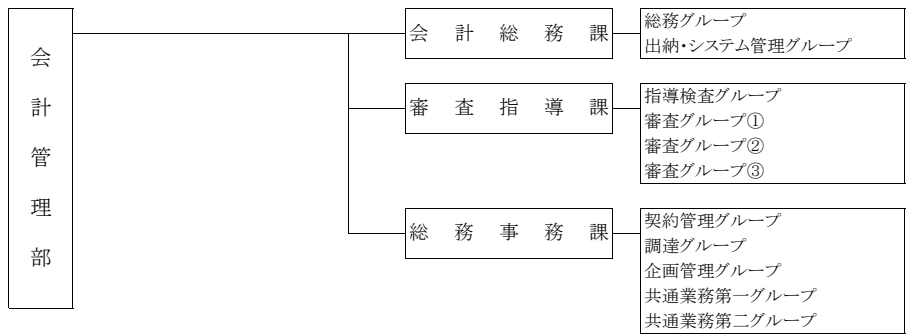 会計管理部
会計総務課
総務グループ
出納・システム管理グループ
審査指導課
指導検査グループ
審査グループ①
審査グループ②
審査グループ③
総務事務課
契約管理グループ
調達グループ
企画管理グループ
共通業務第一グループ
共通業務第二グループ